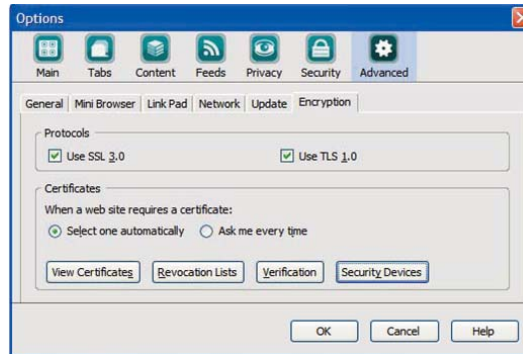 Options
Main Tabs Content Feeds Privacy Security Advanced
General Mini Browser Link Pad Network Update Encryption
Protocols
Use SSL 3.0 Use TLS 1.0
Certificates
When a web site requires a certificate:
Select one automatically Ask me every time
View Certificates Revocation Lists Verification Security Devices
OK Cancel Help